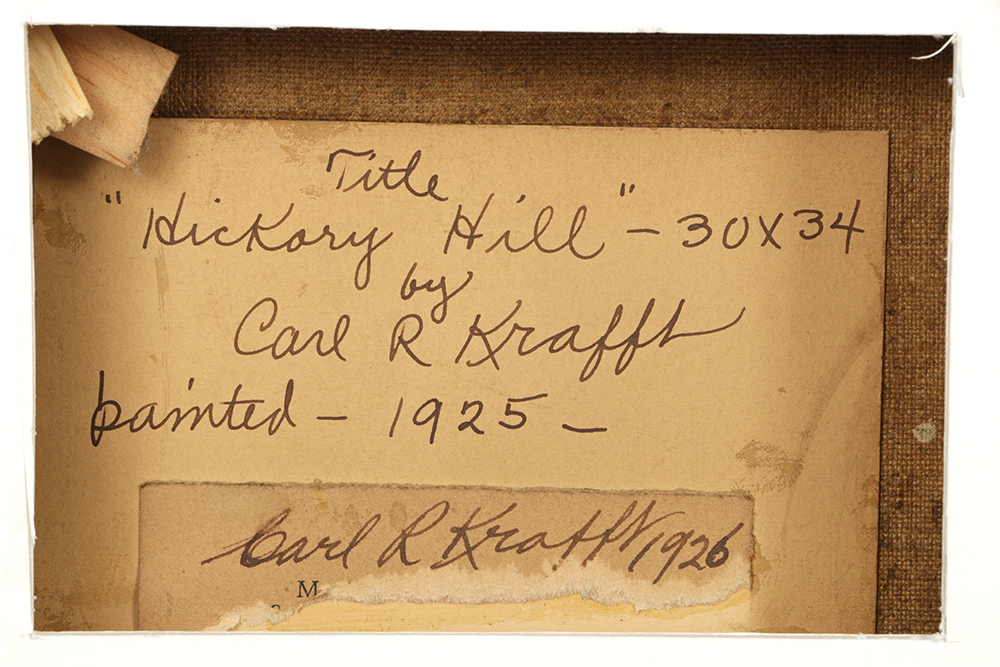 Title
"Hickory Hill" – 30X34
by
Carl R Krafft
painted – 1925 –
Carl R Krafft 1926
M